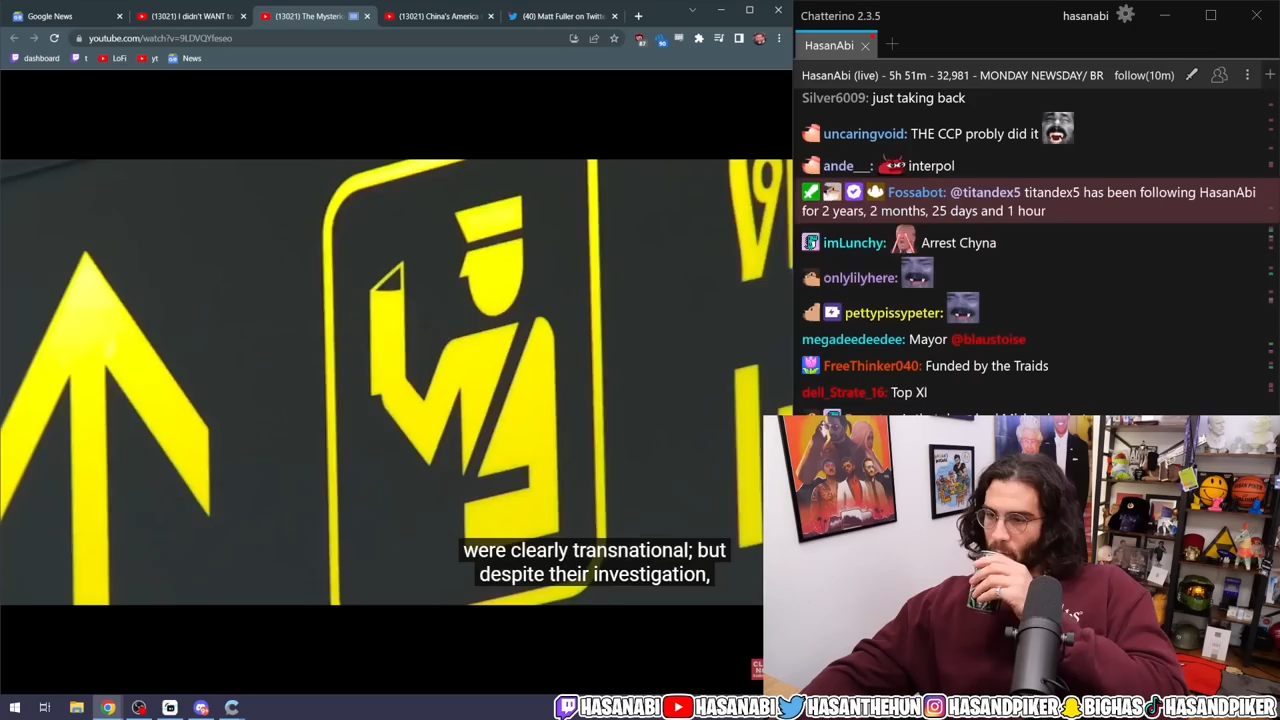 Google News
(13021) I didn't WANT to
(13021) The Mysteri
(13021) China's America
(40) Matt Fuller on Twitt
youtube.com/watch?v=9LDVQYfeseo
87
90
dashboard
t
LoFi
yt
News
were clearly transnational; but
despite their investigation,
Chatterino 2.3.5
hasanabi
HasanAbi
HasanAbi (live) - 5h 51m - 32,981 - MONDAY NEWSDAY/ BR
follow(10m)
Silver6009: just taking back
uncaringvoid: THE CCP probly did it
ande__: interpol
Fossabot: @titandex5 titandex5 has been following HasanAbi
for 2 years, 2 months, 25 days and 1 hour
imLunchy: Arrest Chyna
onlylilyhere:
pettypissypeter:
megadeedeedee: Mayor @blaustoise
FreeThinker040: Funded by the Traids
dell_Strate_16: Top XI
HASANABI HASANABI HASANTHEHUN HASANDPIKER BIGHAS HASANDPIKER